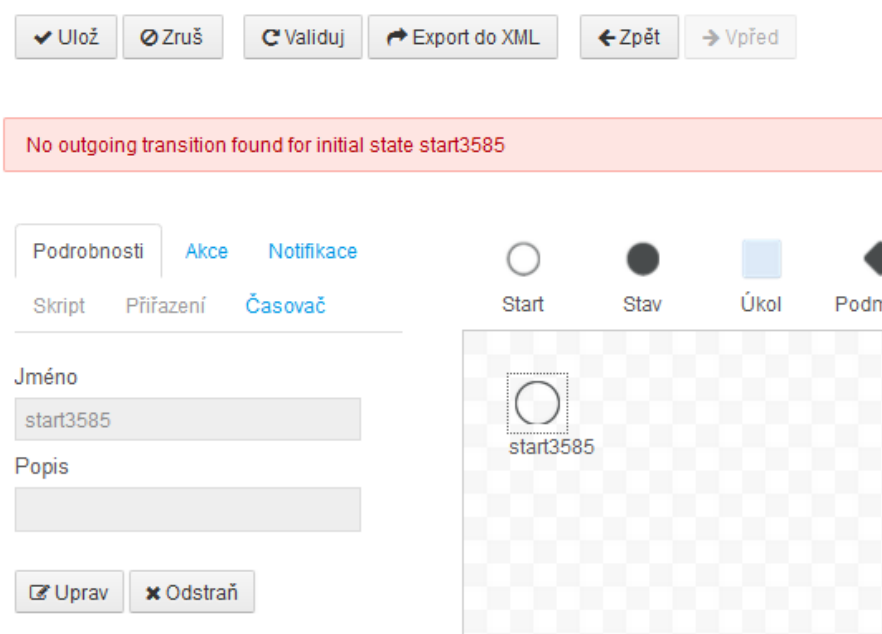 Ulož Zruš Validuj Export do XML Zpět Vpřed
No outgoing transition found for initial state start3585
Podrobnosti Akce Notifikace
Skript Přiřazení Časovač
Start Stav Úkol
Jméno
start3585
Popis
Uprav Odstraň
start3585